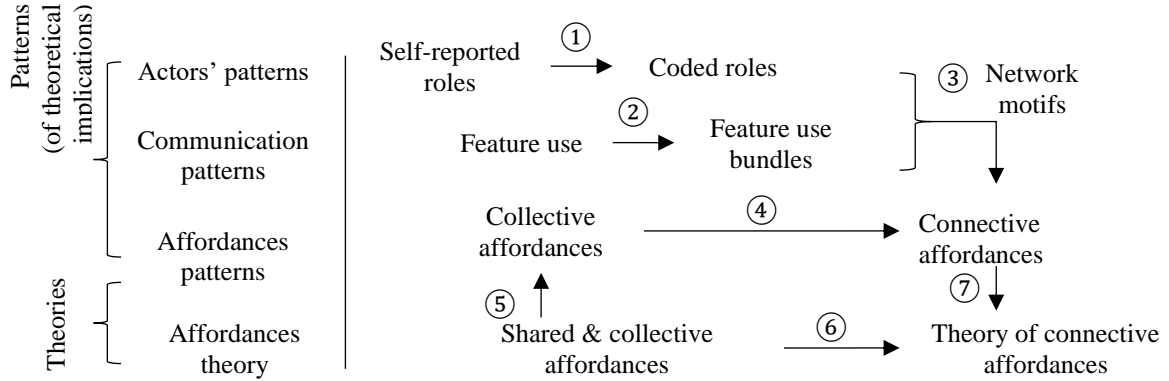 Patterns
(of theoretical
implications)
Theories
Actors’ patterns
Communication
patterns
Affordances
patterns
Affordances
theory
Self-reported
roles
①
Coded roles
Feature use
②
Feature use
bundles
③
Network
motifs
Collective
affordances
④
Connective
affordances
⑤
⑦
Shared & collective
affordances
⑥
Theory of connective
affordances